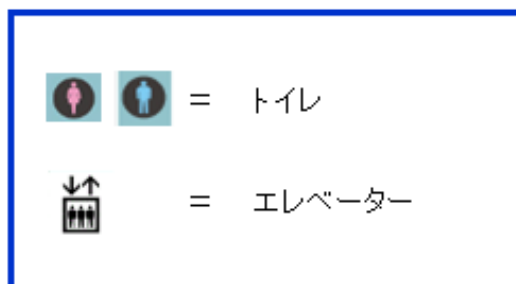 = トイレ
= エレベーター